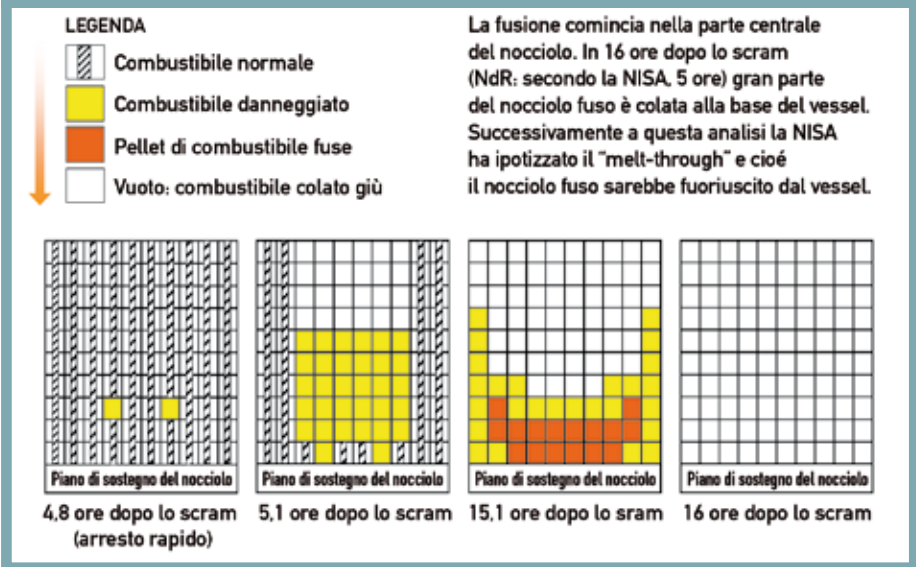 LEGENDA
Combustibile normale
Combustibile danneggiato
Pellet di combustibile fuse
Vuoto: combustibile colato giù
La fusione comincia nella parte centrale
del nocciolo. In 16 ore dopo lo scram
(NdR: secondo la NISA, 5 ore) gran parte
del nocciolo fuso è colata alla base del vessel.
Successivamente a questa analisi la NISA
ha ipotizzato il "melt-through" e cioé
il nocciolo fuso sarebbe fuoriuscito dal vessel.
Piano di sostegno del nocciolo
4,8 ore dopo lo scram
(arresto rapido)
Piano di sostegno del nocciolo
5,1 ore dopo lo scram
Piano di sostegno del nocciolo
15,1 ore dopo lo sram
Piano di sostegno del nocciolo
16 ore dopo lo scram